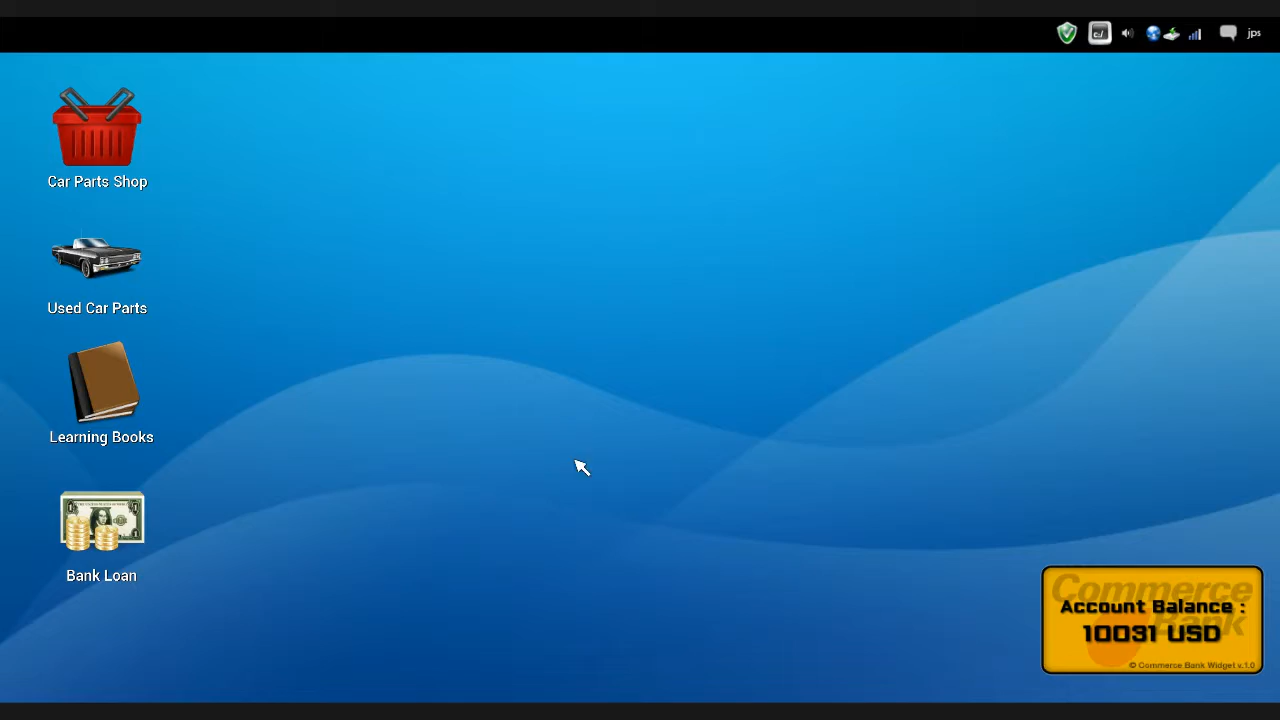 c:/
jps
Car Parts Shop
Used Car Parts
Learning Books
Bank Loan
Commerce
Bank
Account Balance :
10031 USD
© Commerce Bank Widget v.1.0